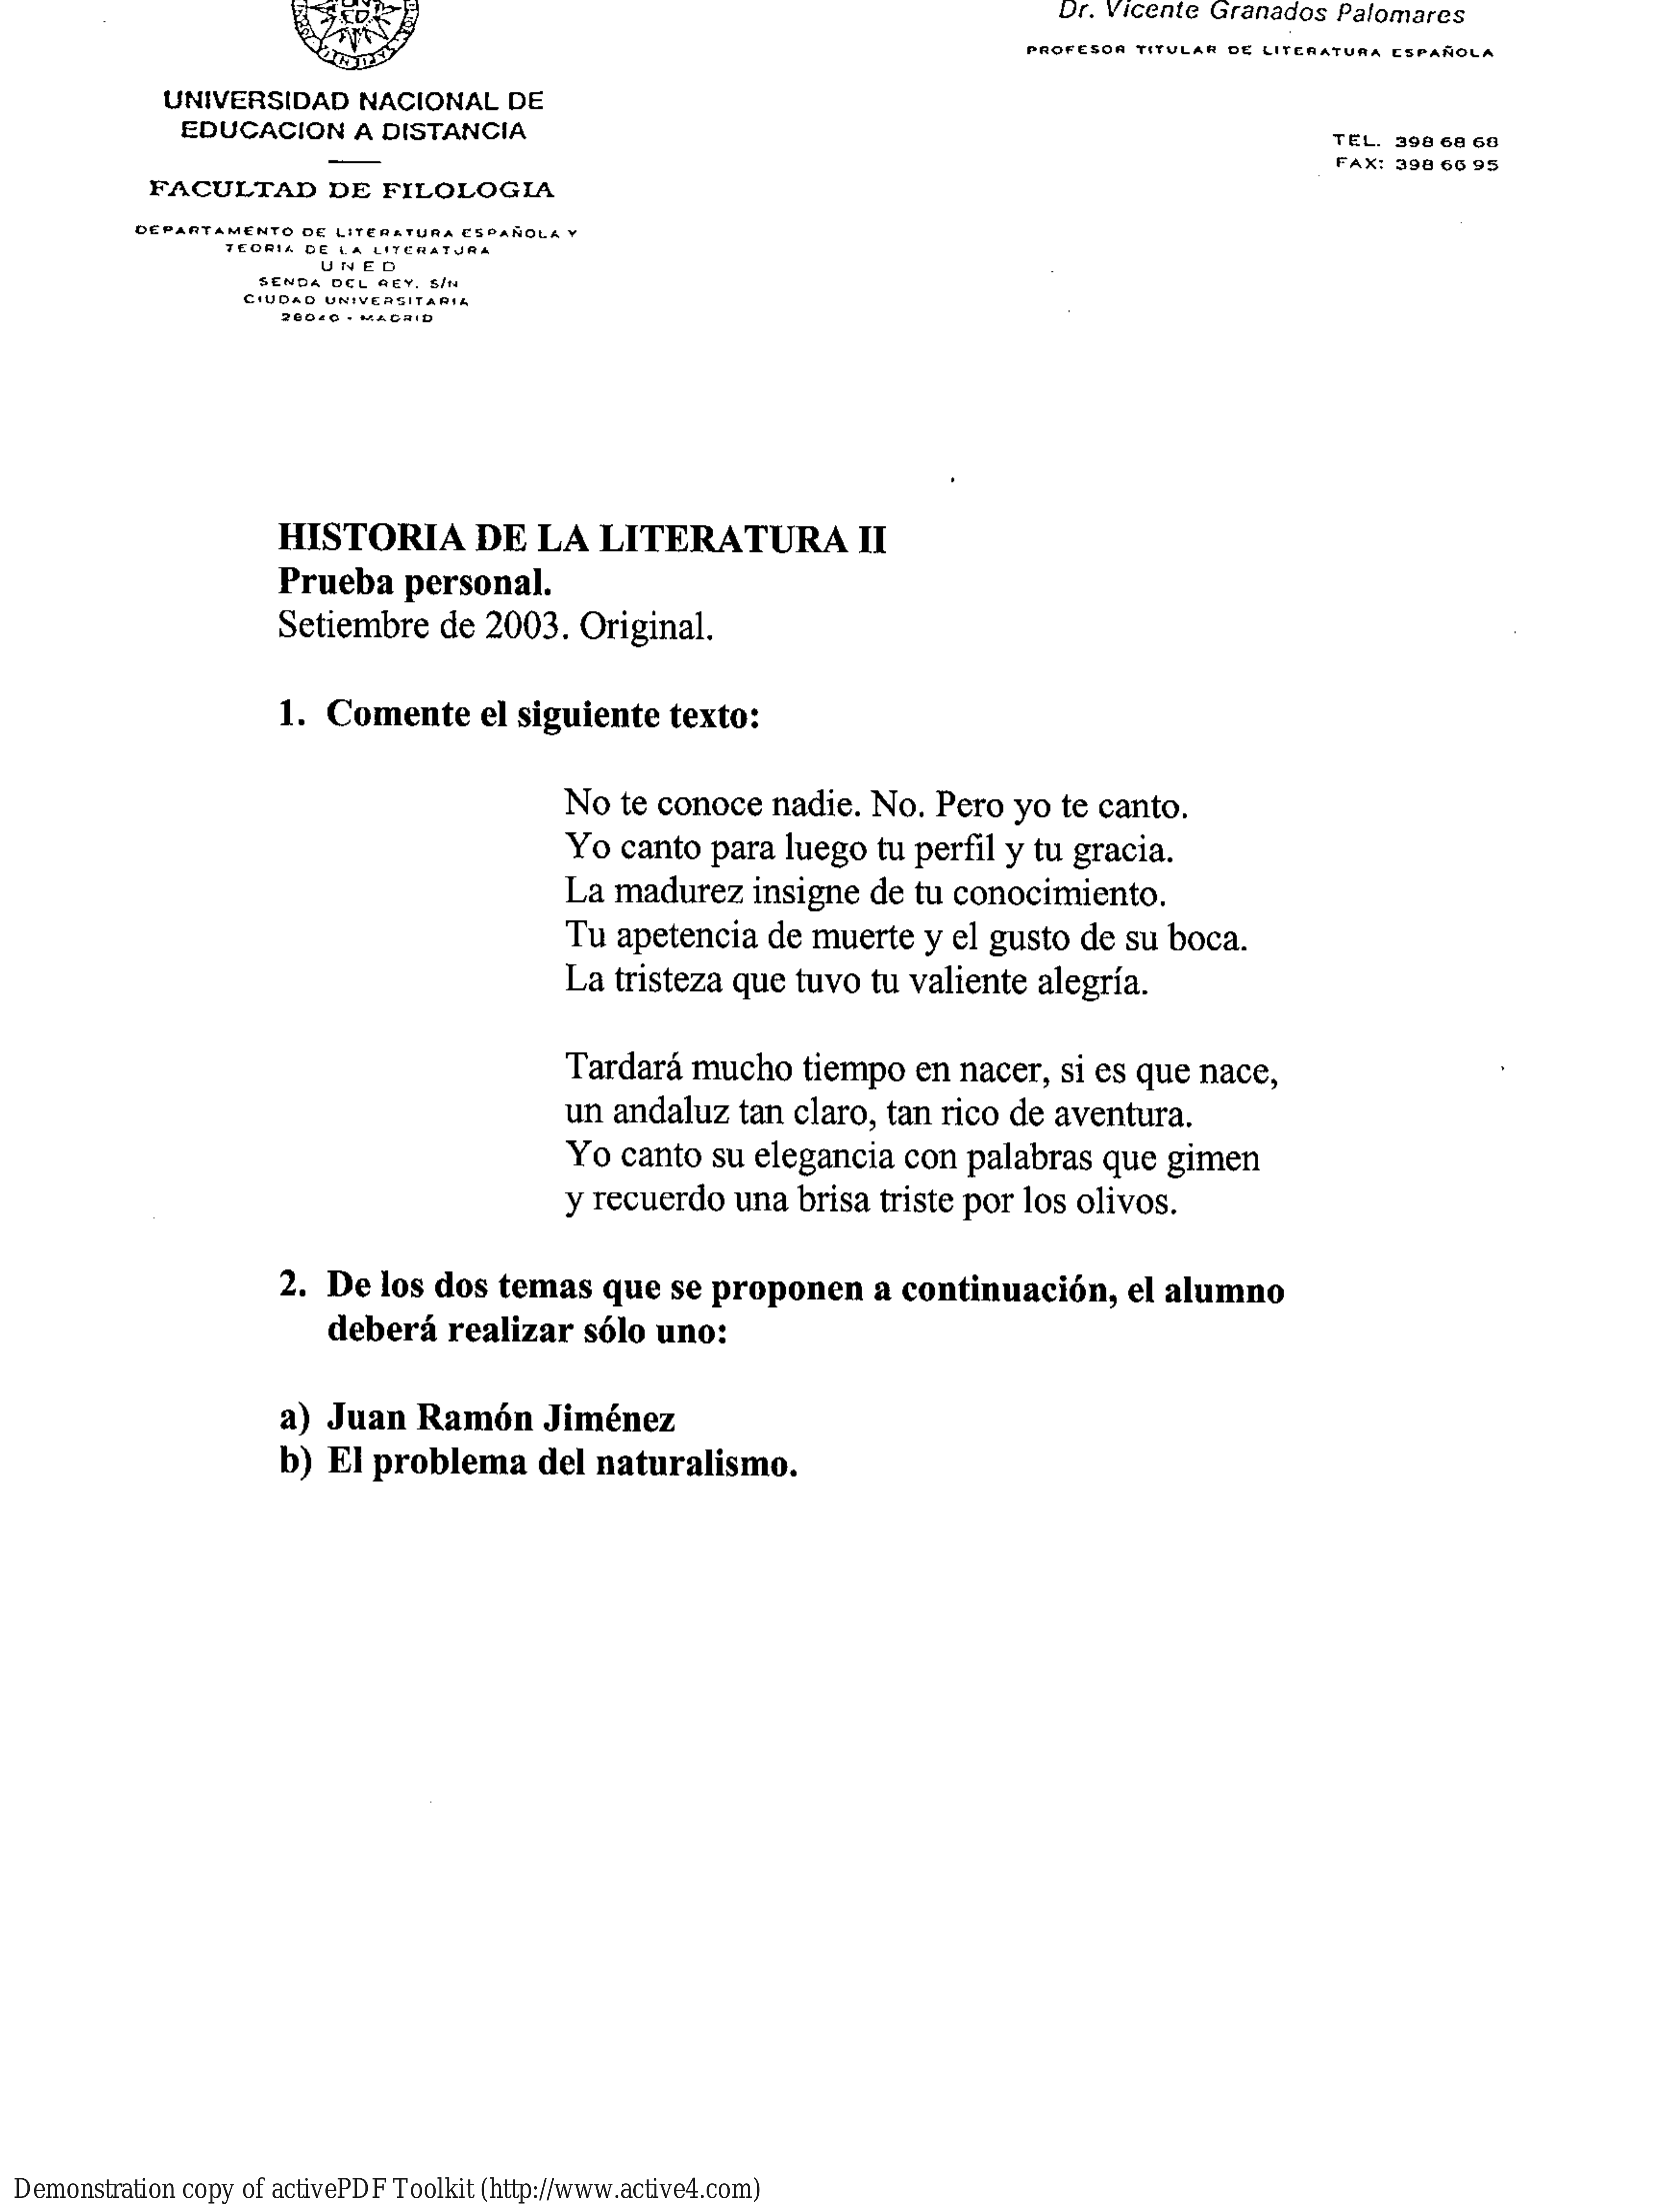 Dr. Vicente Granados Palomares
PROFESOR TITULAR DE LITERATURA ESPAÑOLA
UNIVERSIDAD NACIONAL DE
EDUCACION A DISTANCIA
TEL. 398 68 68
FAX: 398 66 95
FACULTAD DE FILOLOGIA
DEPARTAMENTO DE LITERATURA ESPAÑOLA Y
TEORIA DE LA LITERATURA
UNED
SENDA DEL REY, S/N
CIUDAD UNIVERSITARIA
28040 - MADRID
HISTORIA DE LA LITERATURA II
Prueba personal.
Setiembre de 2003. Original.
1. Comente el siguiente texto:
No te conoce nadie. No. Pero yo te canto.
Yo canto para luego tu perfil y tu gracia.
La madurez insigne de tu conocimiento.
Tu apetencia de muerte y el gusto de su boca.
La tristeza que tuvo tu valiente alegría.
Tardará mucho tiempo en nacer, si es que nace,
un andaluz tan claro, tan rico de aventura.
Yo canto su elegancia con palabras que gimen
y recuerdo una brisa triste por los olivos.
2. De los dos temas que se proponen a continuación, el alumno
deberá realizar sólo uno:
a) Juan Ramón Jiménez
b) El problema del naturalismo.
Demonstration copy of activePDF Toolkit (http://www.active4.com)